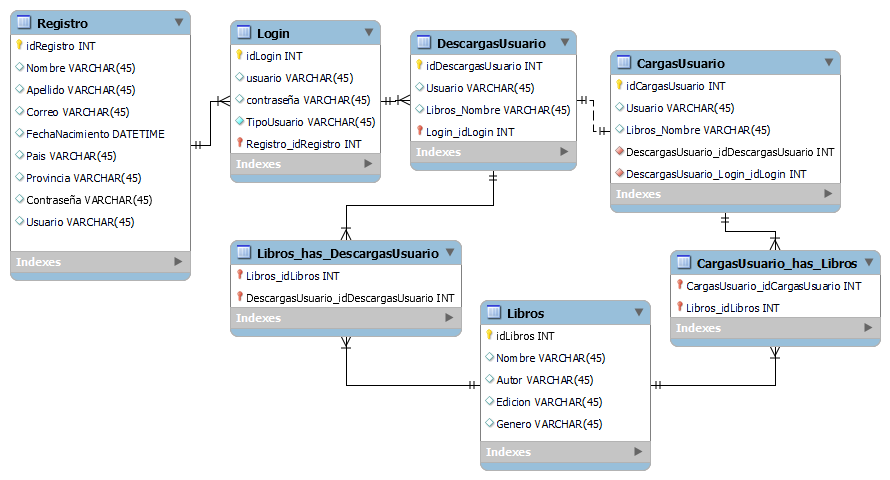 Registro
idRegistro INT
Nombre VARCHAR(45)
Apellido VARCHAR(45)
Correo VARCHAR(45)
FechaNacimiento DATETIME
Pais VARCHAR(45)
Provincia VARCHAR(45)
Contraseña VARCHAR(45)
Usuario VARCHAR(45)
Indexes
Login
idLogin INT
usuario VARCHAR(45)
contraseña VARCHAR(45)
TipoUsuario VARCHAR(45)
Registro_idRegistro INT
Indexes
DescargasUsuario
idDescargasUsuario INT
Usuario VARCHAR(45)
Libros_Nombre VARCHAR(45)
Login_idLogin INT
Indexes
CargasUsuario
idCargasUsuario INT
Usuario VARCHAR(45)
Libros_Nombre VARCHAR(45)
DescargasUsuario_idDescargasUsuario INT
DescargasUsuario_Login_idLogin INT
Indexes
Libros_has_DescargasUsuario
Libros_idLibros INT
DescargasUsuario_idDescargasUsuario INT
Indexes
Libros
idLibros INT
Nombre VARCHAR(45)
Autor VARCHAR(45)
Edicion VARCHAR(45)
Genero VARCHAR(45)
Indexes
CargasUsuario_has_Libros
CargasUsuario_idCargasUsuario INT
Libros_idLibros INT
Indexes